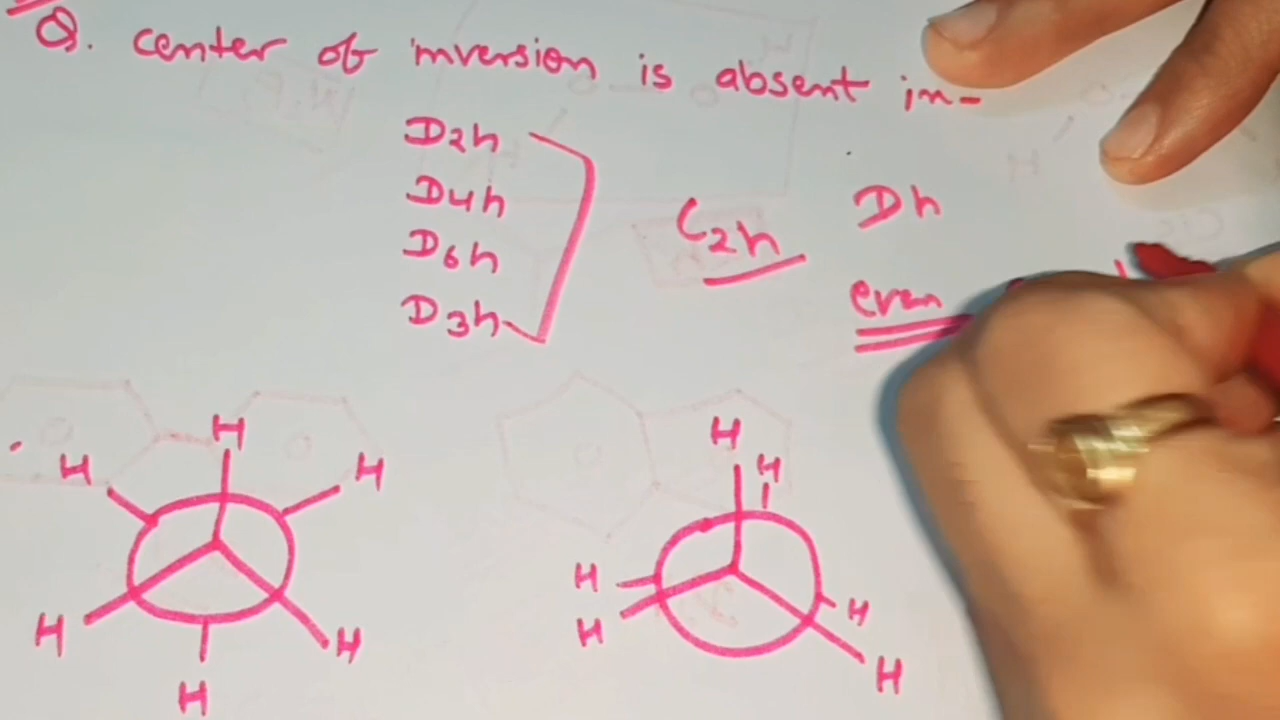 Q. center of inversion is absent in-
D2h
D4h
D6h
D3h
C2h
Dh
even
H
H
H
H
H
H
H
H
H
H
H
H